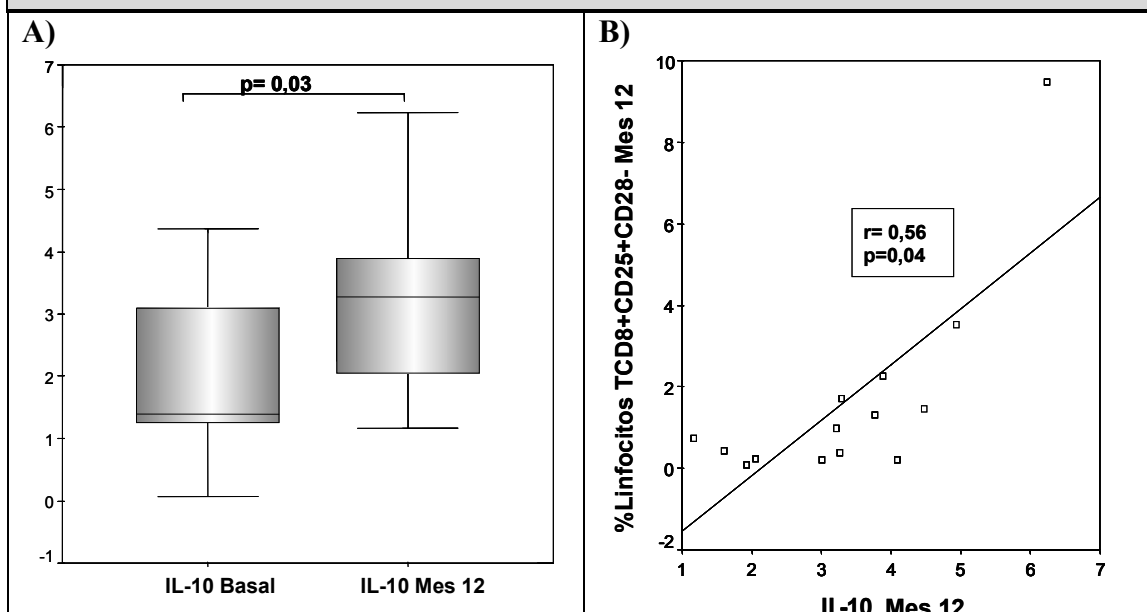 A)
7
p= 0,03
6
5
4
3
2
1
0
-1
IL-10 Basal IL-10 Mes 12
B)
%Linfocitos TCD8+CD25+CD28- Mes 12
10
8
6
4
2
0
-2
r= 0,56
p=0,04
1 2 3 4 5 6 7
IL-10 Mes 12